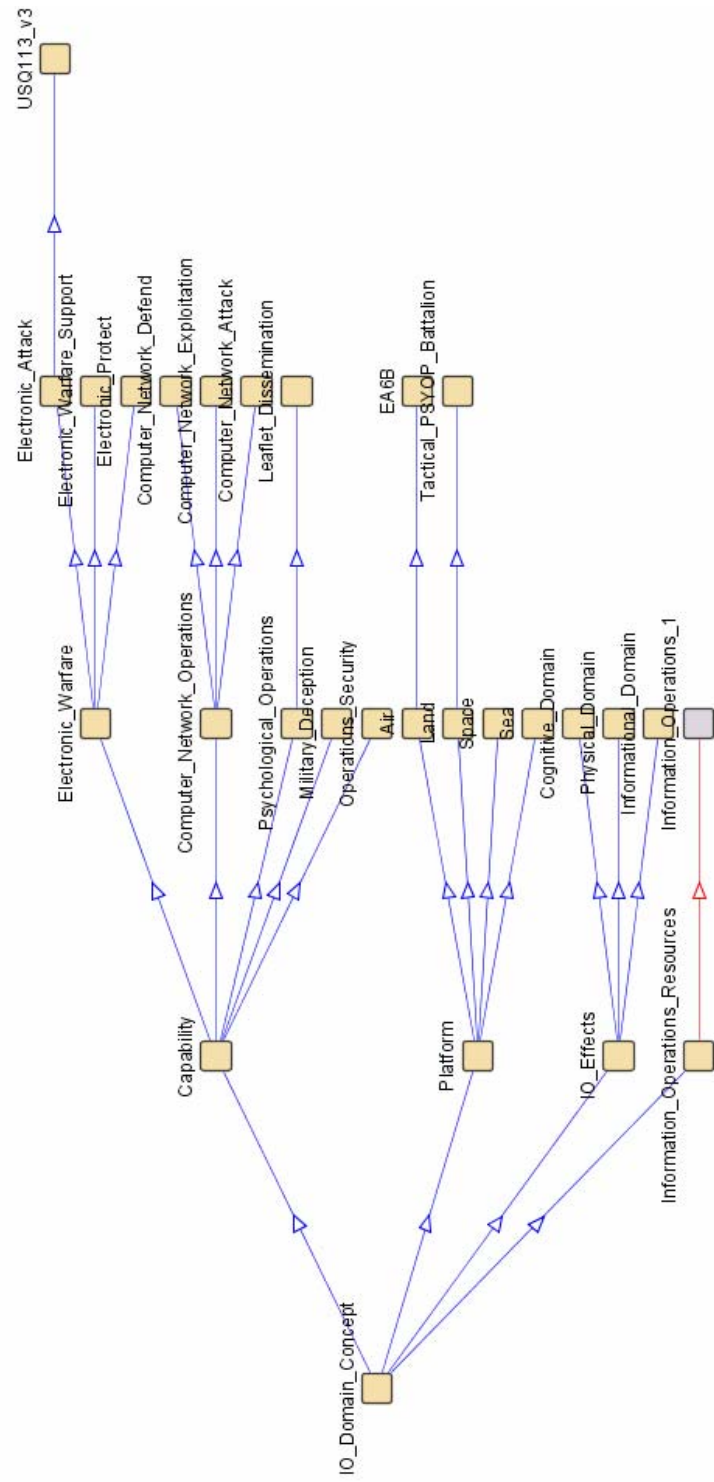 USQ113_v3
Electronic_Attack
Electronic_Warfare_Support
Electronic_Protect
Computer_Network_Defend
Computer_Network_Exploitation
Computer_Network_Attack
Leaflet_Dissemination
EA6B
Tactical_PSYOP_Battalion
Electronic_Warfare
Computer_Network_Operations
Psychological_Operations
Military_Deception
Operations_Security
Air
Land
Space
Sea
Cognitive_Domain
Physical_Domain
Informational_Domain
Information_Operations_1
Capability
Platform
IO_Effects
Information_Operations_Resources
IO_Domain_Concept